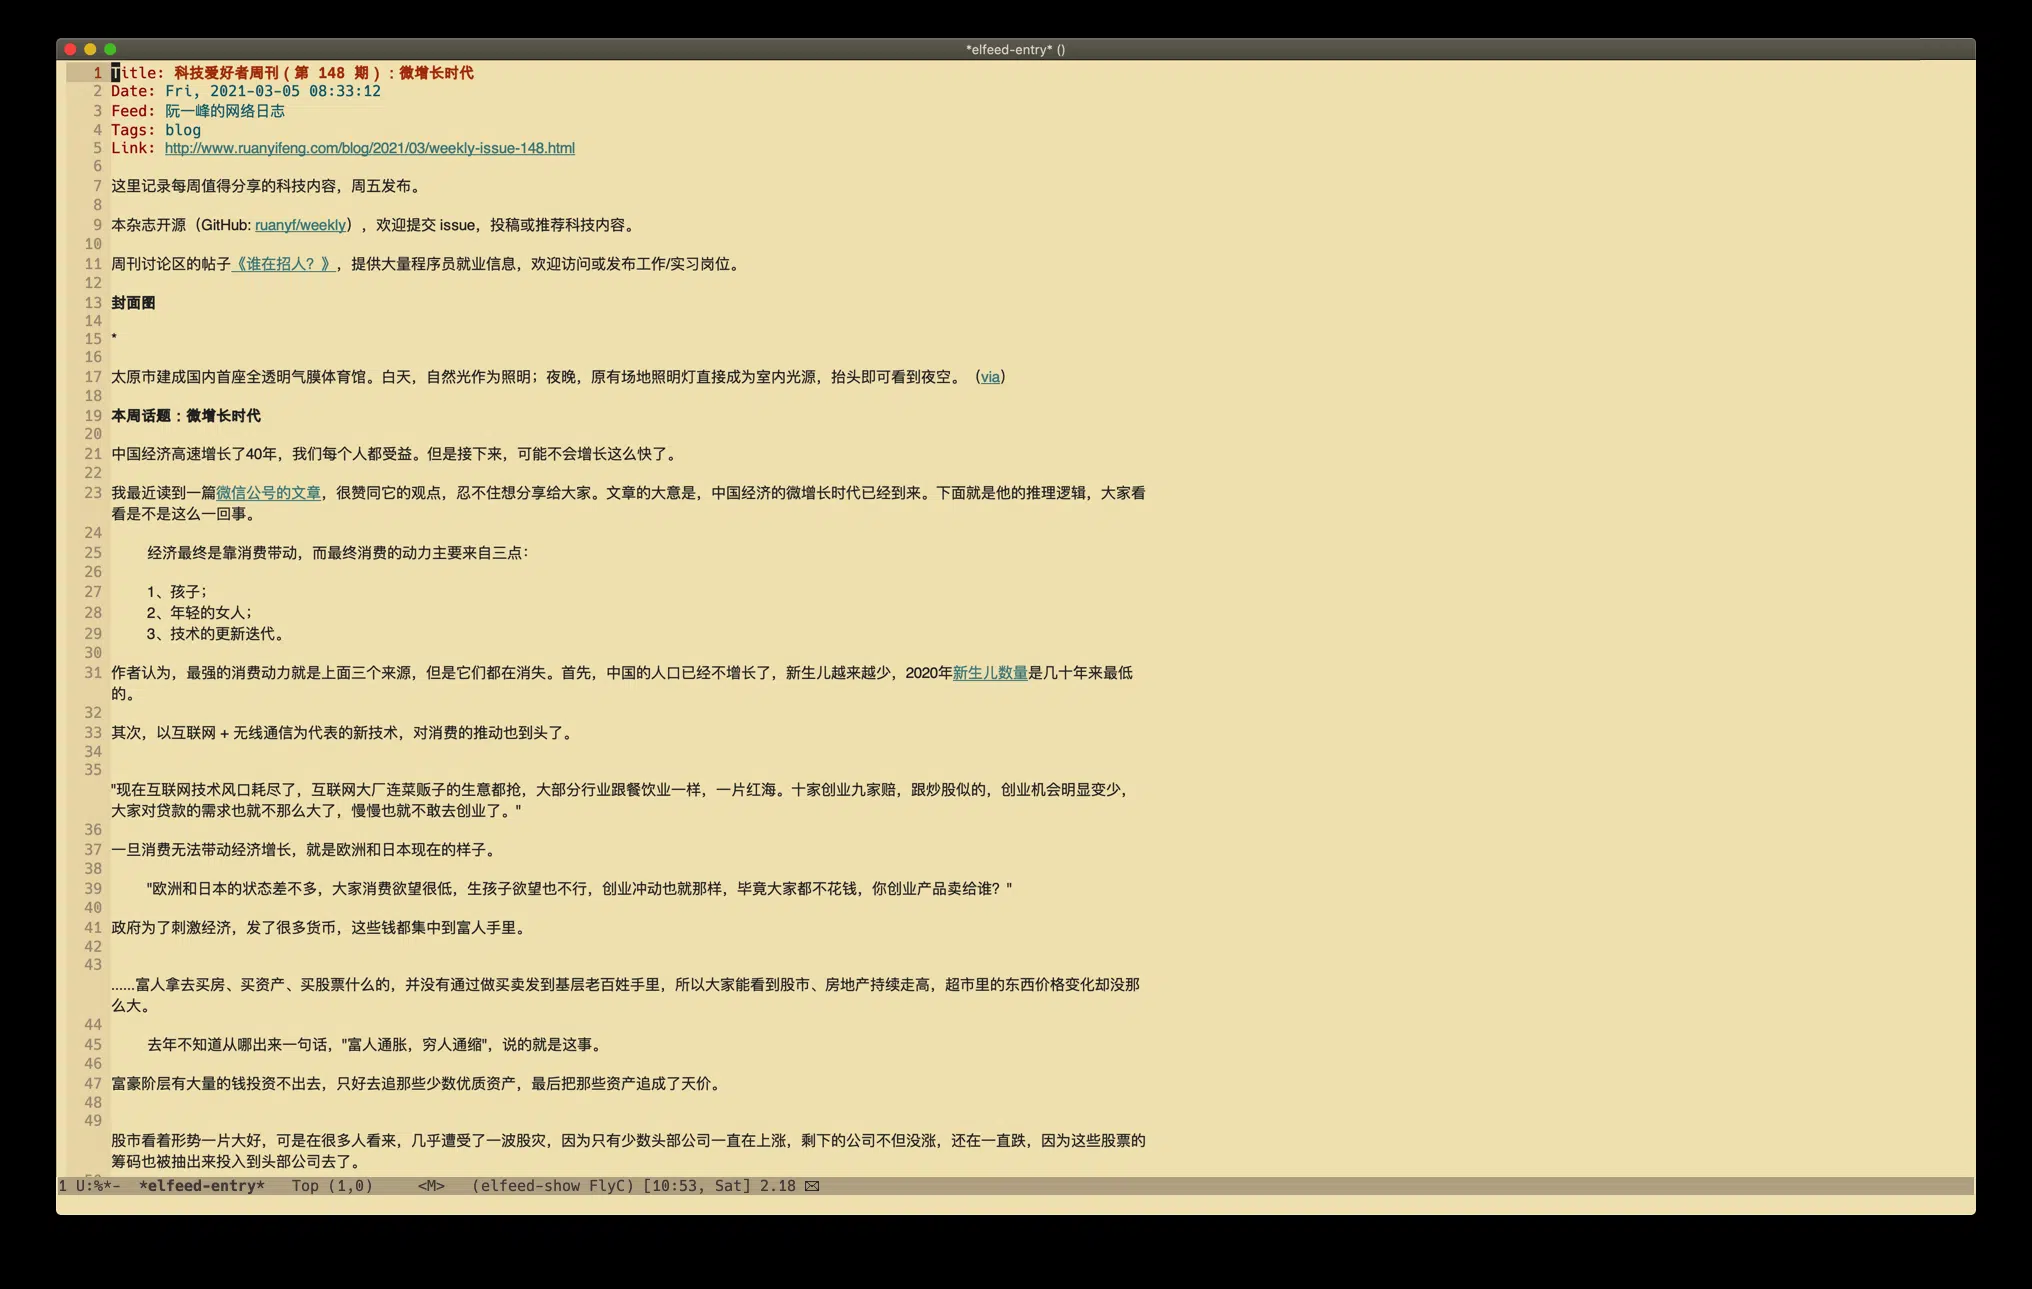 *elfeed-entry* ()
1 Title: 科技爱好者周刊（第 148 期）：微增长时代
2 Date: Fri, 2021-03-05 08:33:12
3 Feed: 阮一峰的网络日志
4 Tags: blog
5 Link: http://www.ruanyifeng.com/blog/2021/03/weekly-issue-148.html
6
7 这里记录每周值得分享的科技内容，周五发布。
8
9 本杂志开源（GitHub: ruanyf/weekly），欢迎提交 issue，投稿或推荐科技内容。
10
11 周刊讨论区的帖子《谁在招人？》，提供大量程序员就业信息，欢迎访问或发布工作/实习岗位。
12
13 封面图
14
15 *
16
17 太原市建成国内首座全透明气膜体育馆。白天，自然光作为照明；夜晚，原有场地照明灯直接成为室内光源，抬头即可看到夜空。（via）
18
19 本周话题：微增长时代
20
21 中国经济高速增长了40年，我们每个人都受益。但是接下来，可能不会增长这么快了。
22
23 我最近读到一篇微信公号的文章，很赞同它的观点，忍不住想分享给大家。文章的大意是，中国经济的微增长时代已经到来。下面就是他的推理逻辑，大家看
看是不是这么一回事。
24
25 经济最终是靠消费带动，而最终消费的动力主要来自三点：
26
27 1、孩子；
28 2、年轻的女人；
29 3、技术的更新迭代。
30
31 作者认为，最强的消费动力就是上面三个来源，但是它们都在消失。首先，中国的人口已经不增长了，新生儿越来越少，2020年新生儿数量是几十年来最低
的。
32
33 其次，以互联网 + 无线通信为代表的新技术，对消费的推动也到头了。
34
35
"现在互联网技术风口耗尽了，互联网大厂连菜贩子的生意都抢，大部分行业跟餐饮业一样，一片红海。十家创业九家赔，跟炒股似的，创业机会明显变少，
大家对贷款的需求也就不那么大了，慢慢也就不敢去创业了。"
36
37 一旦消费无法带动经济增长，就是欧洲和日本现在的样子。
38
39 "欧洲和日本的状态差不多，大家消费欲望很低，生孩子欲望也不行，创业冲动也就那样，毕竟大家都不花钱，你创业产品卖给谁？"
40
41 政府为了刺激经济，发了很多货币，这些钱都集中到富人手里。
42
43
......富人拿去买房、买资产、买股票什么的，并没有通过做买卖发到基层老百姓手里，所以大家能看到股市、房地产持续走高，超市里的东西价格变化却没那
么大。
44
45 去年不知道从哪出来一句话，"富人通胀，穷人通缩"，说的就是这事。
46
47 富豪阶层有大量的钱投资不出去，只好去追那些少数优质资产，最后把那些资产追成了天价。
48
49
股市看着形势一片大好，可是在很多人看来，几乎遭受了一波股灾，因为只有少数头部公司一直在上涨，剩下的公司不但没涨，还在一直跌，因为这些股票的
筹码也被抽出来投入到头部公司去了。
1 U:%*- *elfeed-entry* Top (1,0) <M> (elfeed-show FlyC) [10:53, Sat] 2.18